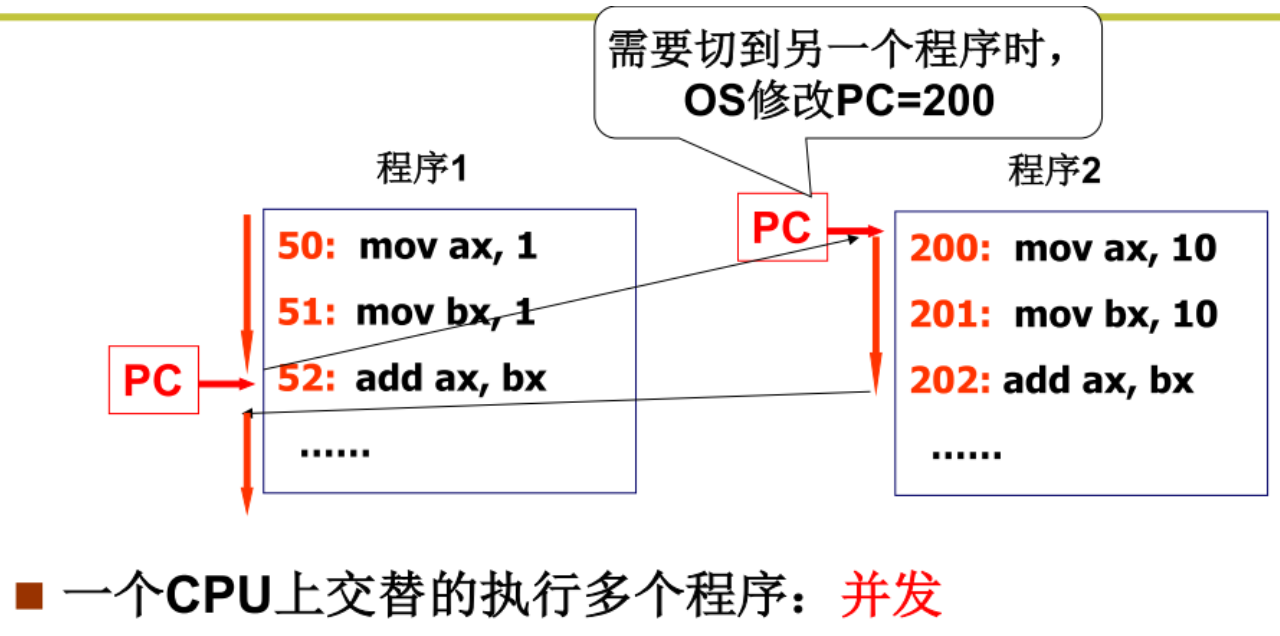 需要切到另一个程序时，
OS修改PC=200
程序1
50: mov ax, 1
51: mov bx, 1
52: add ax, bx
......
PC
程序2
PC
200: mov ax, 10
201: mov bx, 10
202: add ax, bx
......
一个CPU上交替的执行多个程序：并发